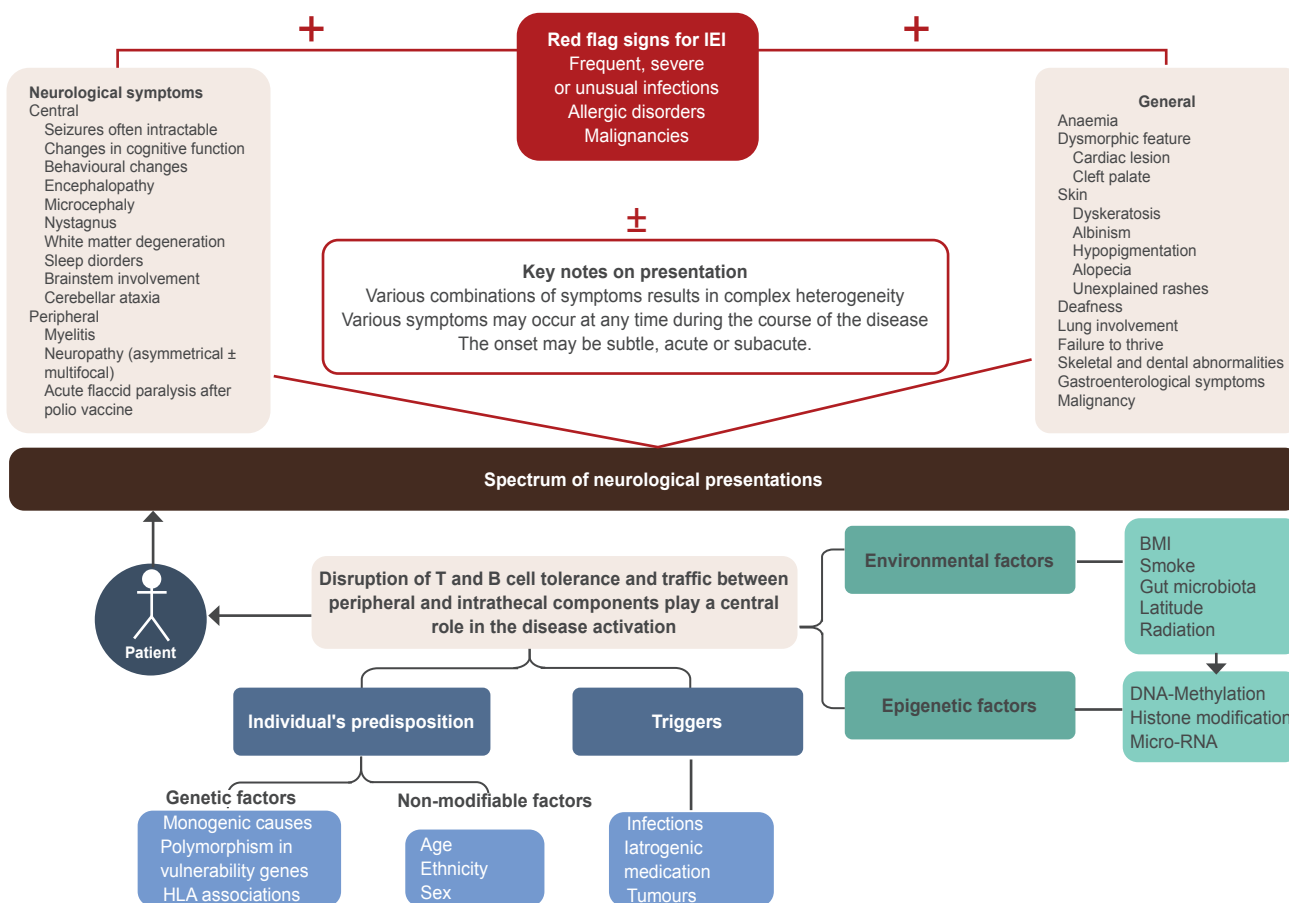 +
+
Red flag signs for IEI
Frequent, severe
or unusual infections
Allergic disorders
Malignancies
Neurological symptoms
Central
Seizures often intractable
Changes in cognitive function
Behavioural changes
Encephalopathy
Microcephaly
Nystagnus
White matter degeneration
Sleep diorders
Brainstem involvement
Cerebellar ataxia
Peripheral
Myelitis
Neuropathy (asymmetrical ±
multifocal)
Acute flaccid paralysis after
polio vaccine
General
Anaemia
Dysmorphic feature
Cardiac lesion
Cleft palate
Skin
Dyskeratosis
Albinism
Hypopigmentation
Alopecia
Unexplained rashes
Deafness
Lung involvement
Failure to thrive
Skeletal and dental abnormalities
Gastroenterological symptoms
Malignancy
±
Key notes on presentation
Various combinations of symptoms results in complex heterogeneity
Various symptoms may occur at any time during the course of the disease
The onset may be subtle, acute or subacute.
Spectrum of neurological presentations
Patient
Disruption of T and B cell tolerance and traffic between
peripheral and intrathecal components play a central
role in the disease activation
Environmental factors
BMI
Smoke
Gut microbiota
Latitude
Radiation
Epigenetic factors
DNA-Methylation
Histone modification
Micro-RNA
Individual's predisposition
Triggers
Genetic factors
Monogenic causes
Polymorphism in
vulnerability genes
HLA associations
Non-modifiable factors
Age
Ethnicity
Sex
Infections
Iatrogenic
medication
Tumours